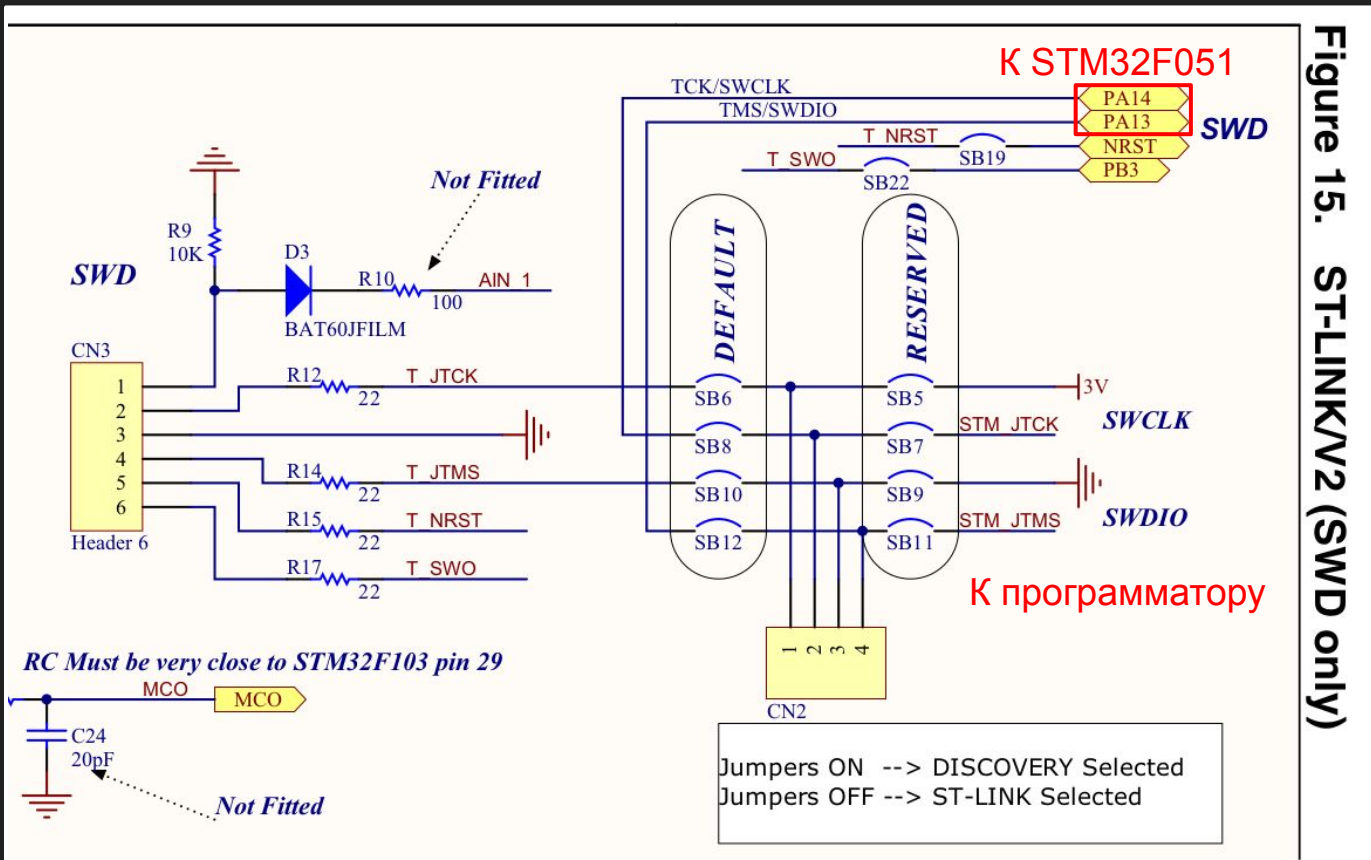 К STM32F051
TCK/SWCLK
PA14
TMS/SWDIO
PA13
SWD
T_NRST
SB19
NRST
T_SWO
SB22
PB3
Not Fitted
R9
10K
SWD
D3
BAT60JFILM
R10
100
AIN_1
DEFAULT
RESERVED
CN3
1
2
3
4
5
6
Header 6
R12
22
T_JTCK
R14
22
T_JTMS
R15
22
T_NRST
R17
22
T_SWO
SB6
SB5
3V
SB8
SB7
STM_JTCK
SWCLK
SB10
SB9
SB12
SB11
STM_JTMS
SWDIO
К программатору
1
2
3
4
CN2
RC Must be very close to STM32F103 pin 29
MCO
MCO
C24
20pF
Not Fitted
Jumpers ON --> DISCOVERY Selected
Jumpers OFF --> ST-LINK Selected
Figure 15. ST-LINK/V2 (SWD only)